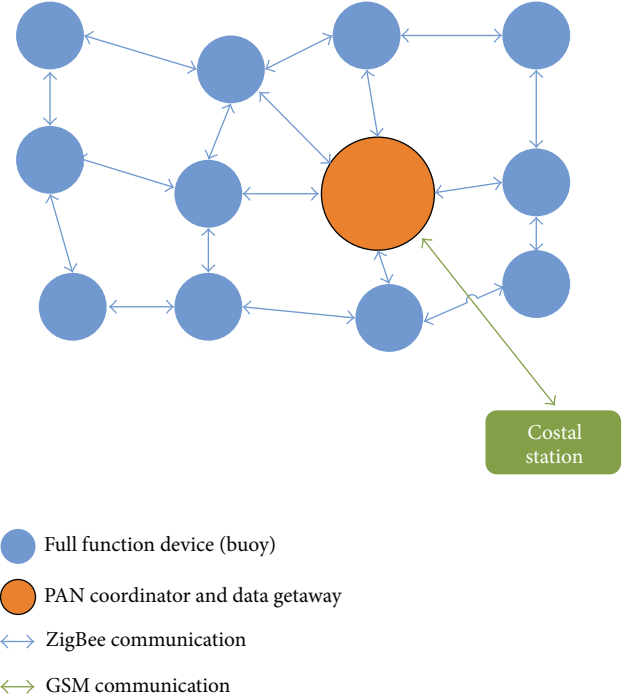 Costal
station
Full function device (buoy)
PAN coordinator and data getaway
ZigBee communication
GSM communication